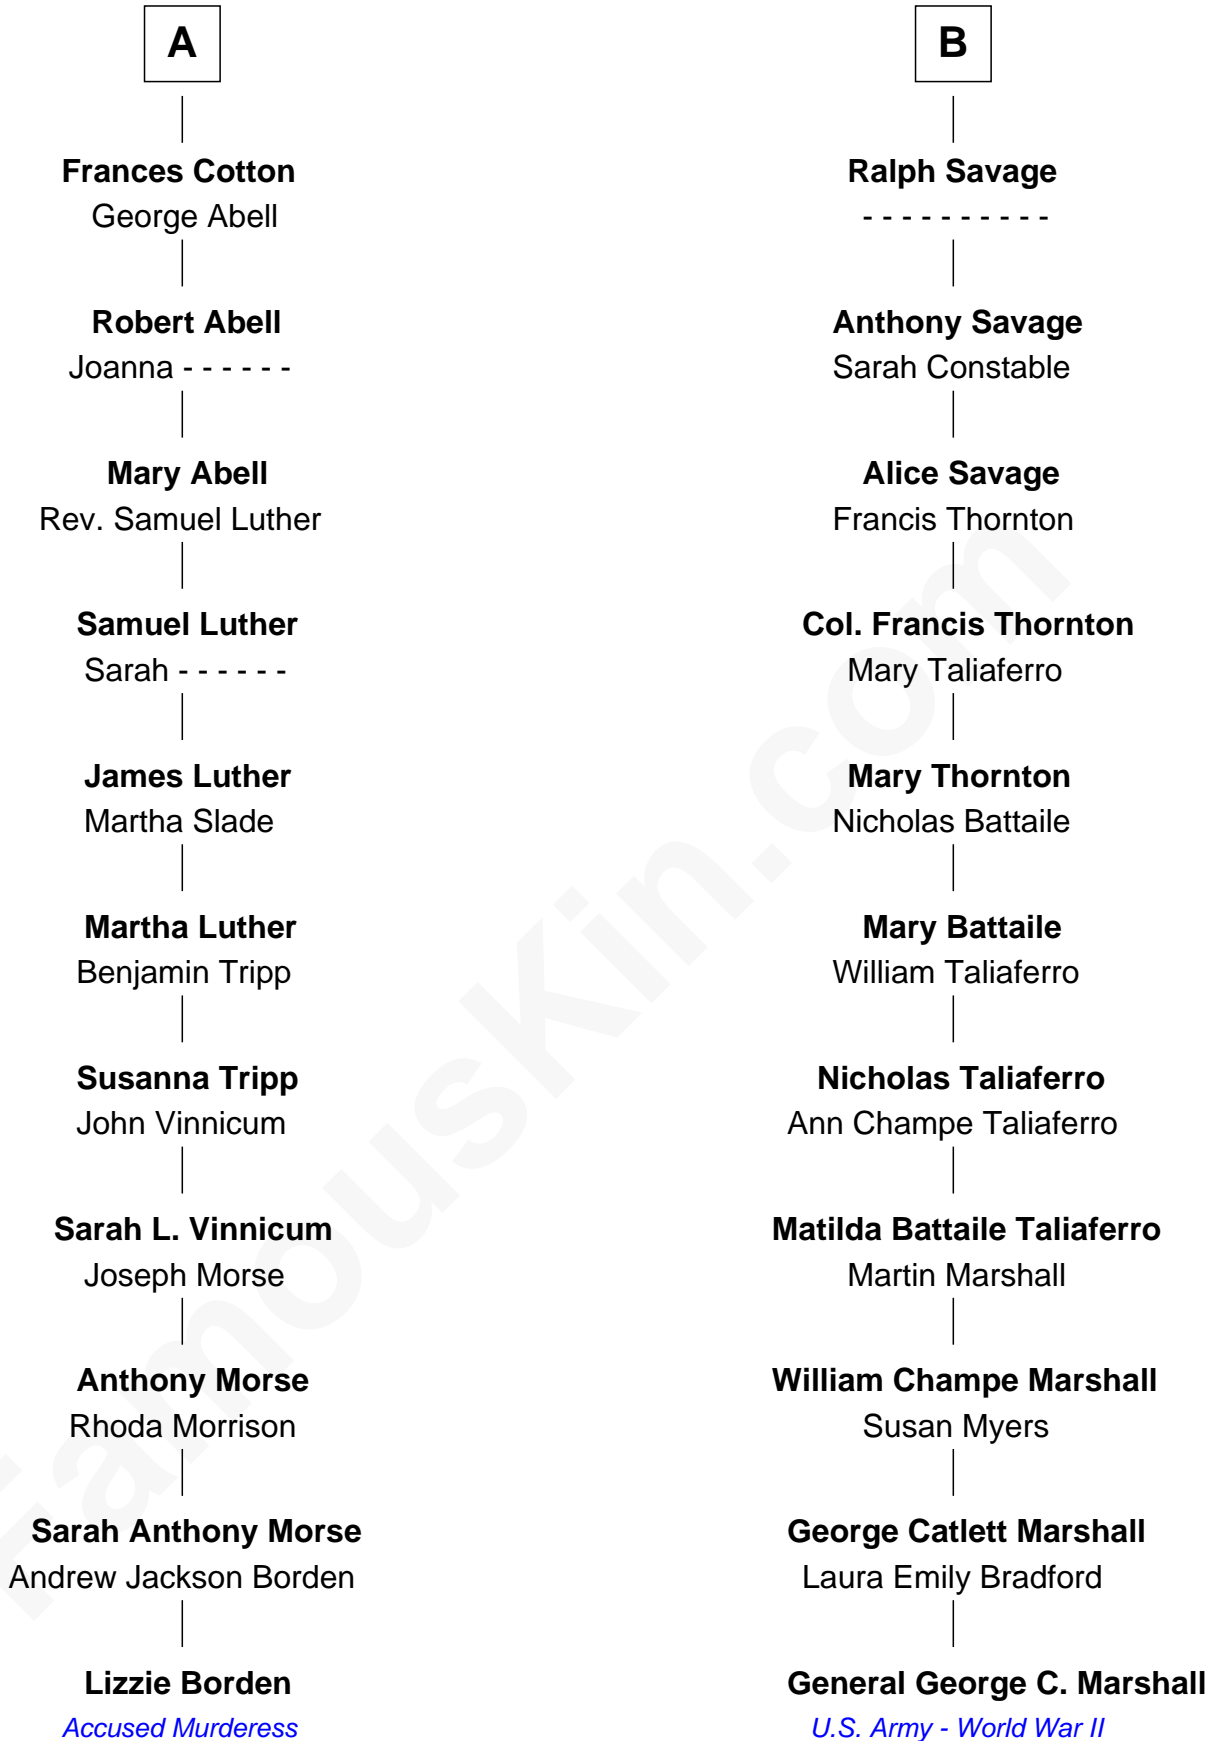 A
Frances Cotton
George Abell
Robert Abell
Joanna - - - - - -
Mary Abell
Rev. Samuel Luther
Samuel Luther
Sarah - - - - - -
James Luther
Martha Slade
Martha Luther
Benjamin Tripp
Susanna Tripp
John Vinnicum
Sarah L. Vinnicum
Joseph Morse
Anthony Morse
Rhoda Morrison
Sarah Anthony Morse
Andrew Jackson Borden
Lizzie Borden
Accused Murderess
B
Ralph Savage
- - - - - - - - - -
Anthony Savage
Sarah Constable
Alice Savage
Francis Thornton
Col. Francis Thornton
Mary Taliaferro
Mary Thornton
Nicholas Battaile
Mary Battaile
William Taliaferro
Nicholas Taliaferro
Ann Champe Taliaferro
Matilda Battaile Taliaferro
Martin Marshall
William Champe Marshall
Susan Myers
George Catlett Marshall
Laura Emily Bradford
General George C. Marshall
U.S. Army - World War II
FamousKin.com